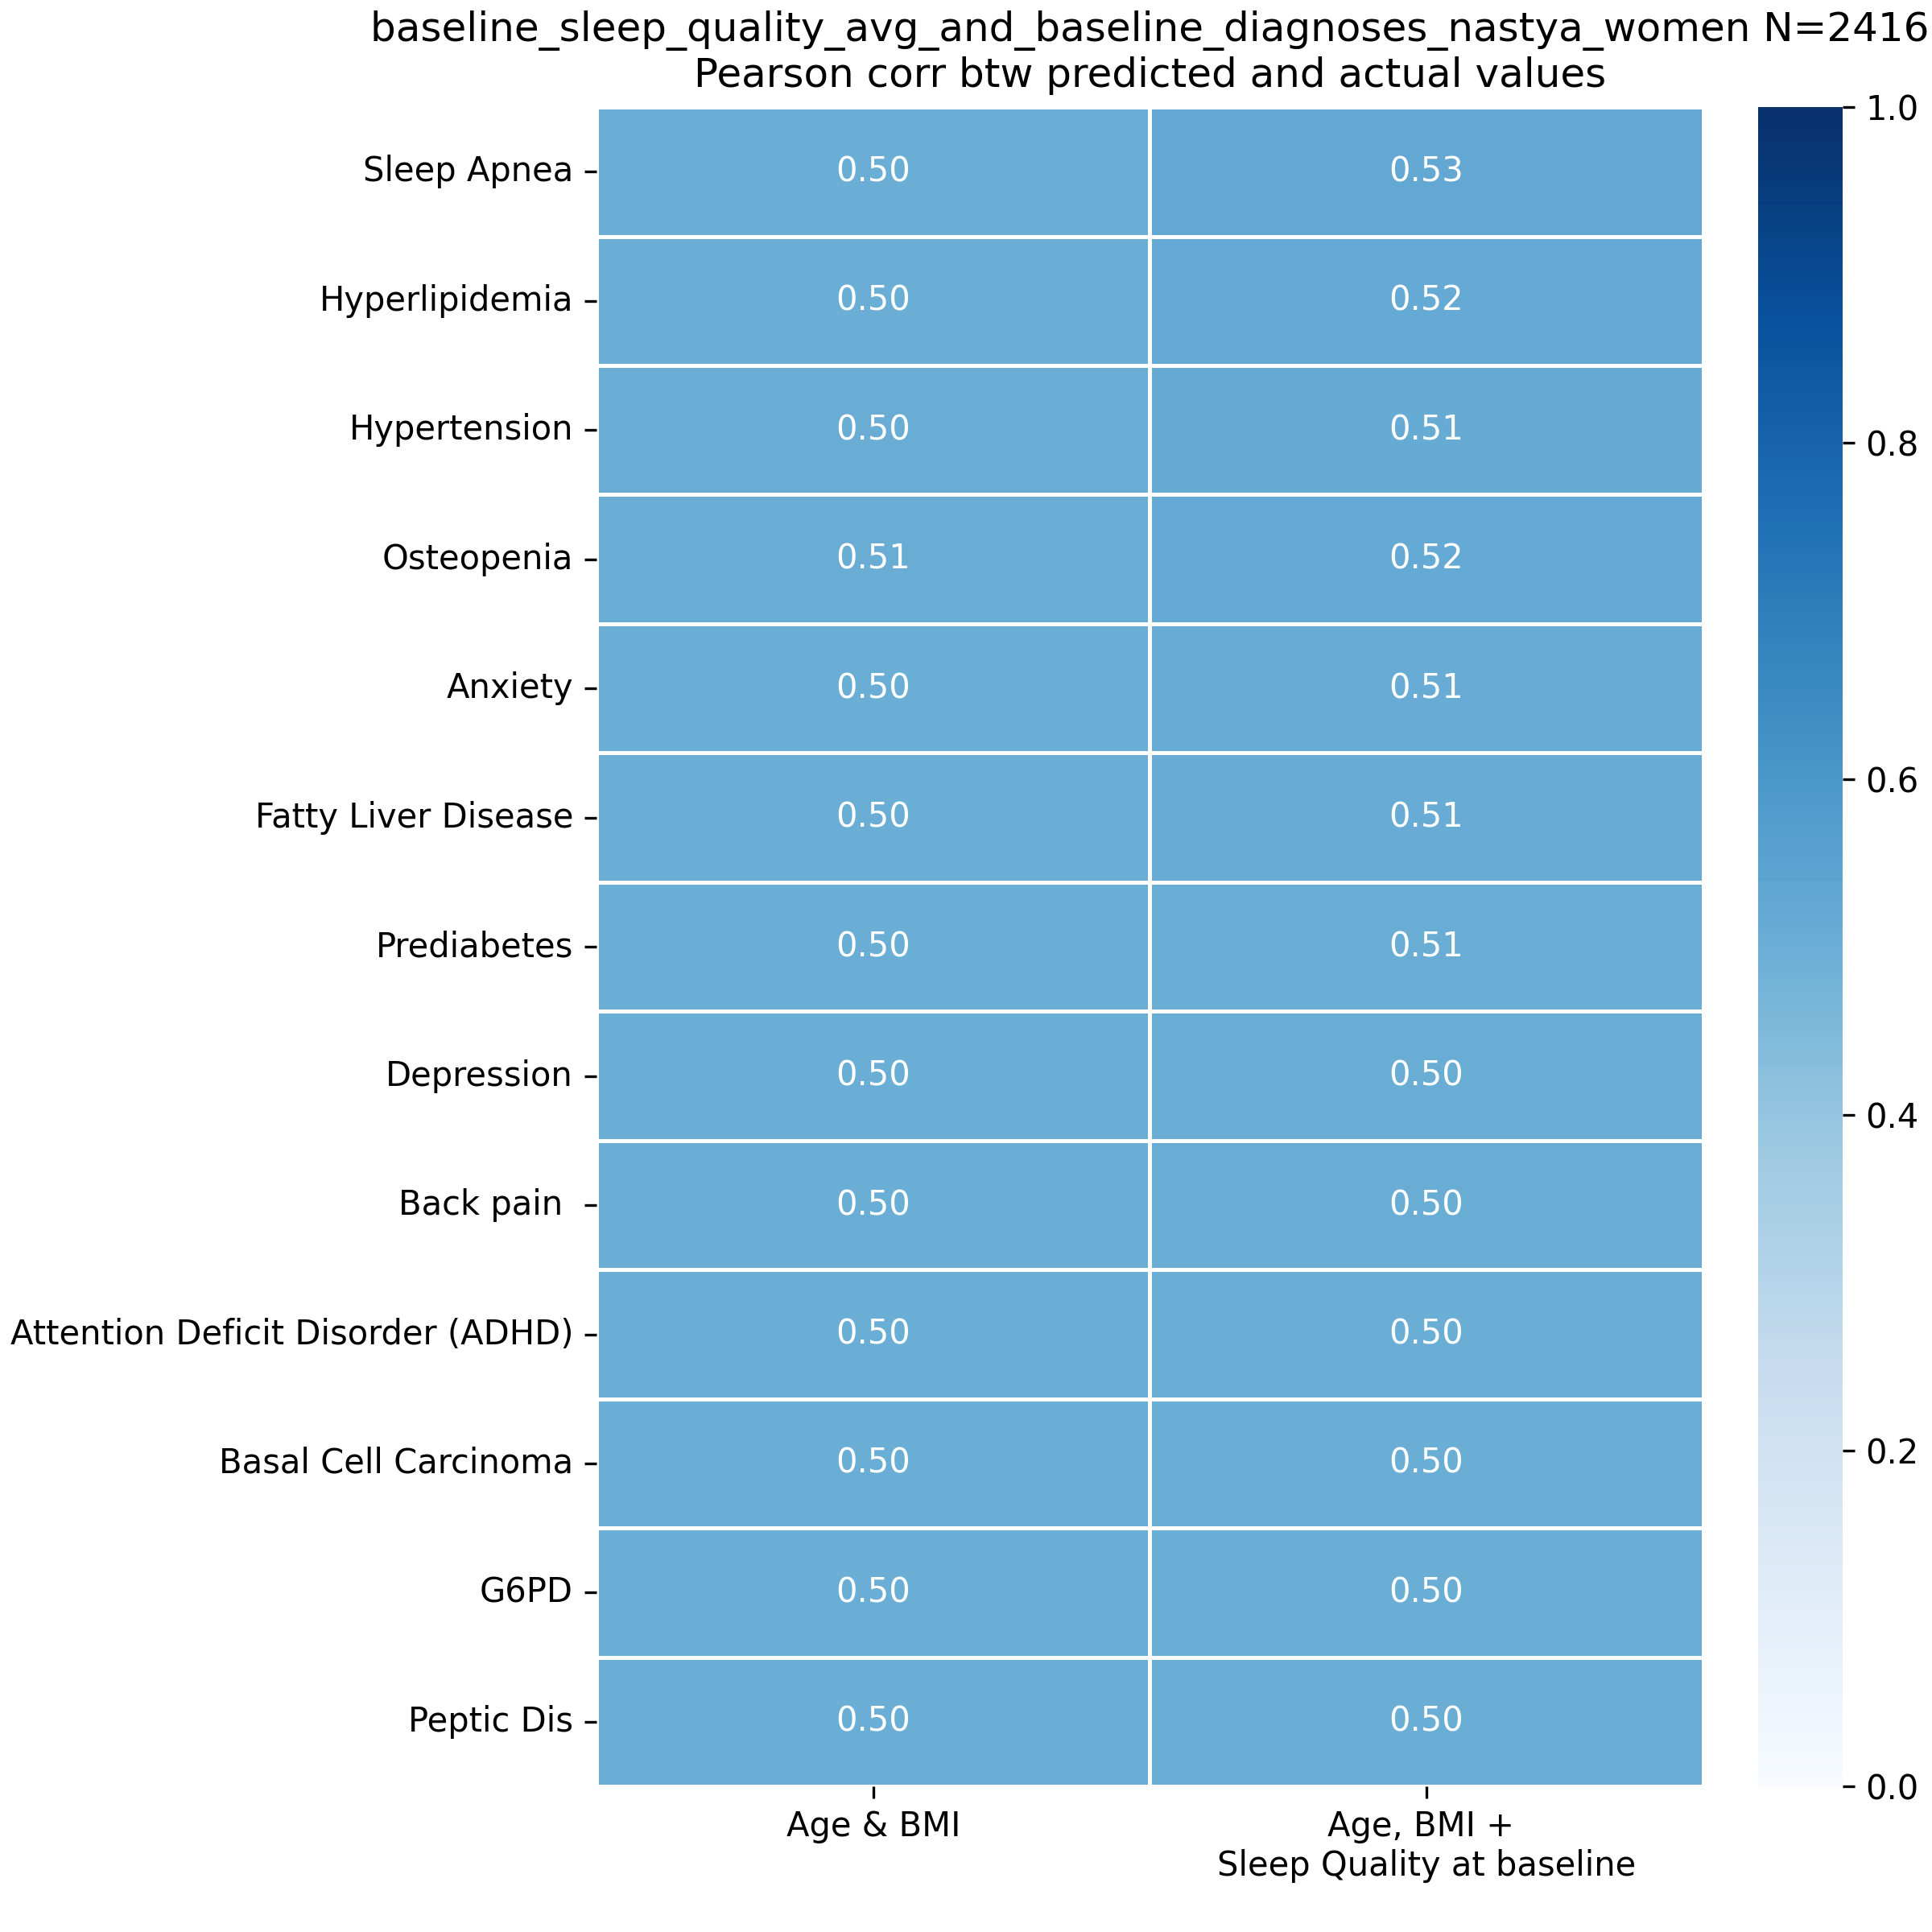 baseline_sleep_quality_avg_and_baseline_diagnoses_nastya_women N=2416
Pearson corr btw predicted and actual values
Sleep Apnea 0.50 0.53
Hyperlipidemia 0.50 0.52
Hypertension 0.50 0.51
Osteopenia 0.51 0.52
Anxiety 0.50 0.51
Fatty Liver Disease 0.50 0.51
Prediabetes 0.50 0.51
Depression 0.50 0.50
Back pain 0.50 0.50
Attention Deficit Disorder (ADHD) 0.50 0.50
Basal Cell Carcinoma 0.50 0.50
G6PD 0.50 0.50
Peptic Dis 0.50 0.50
Age & BMI
Age, BMI +
Sleep Quality at baseline
1.0
0.8
0.6
0.4
0.2
0.0